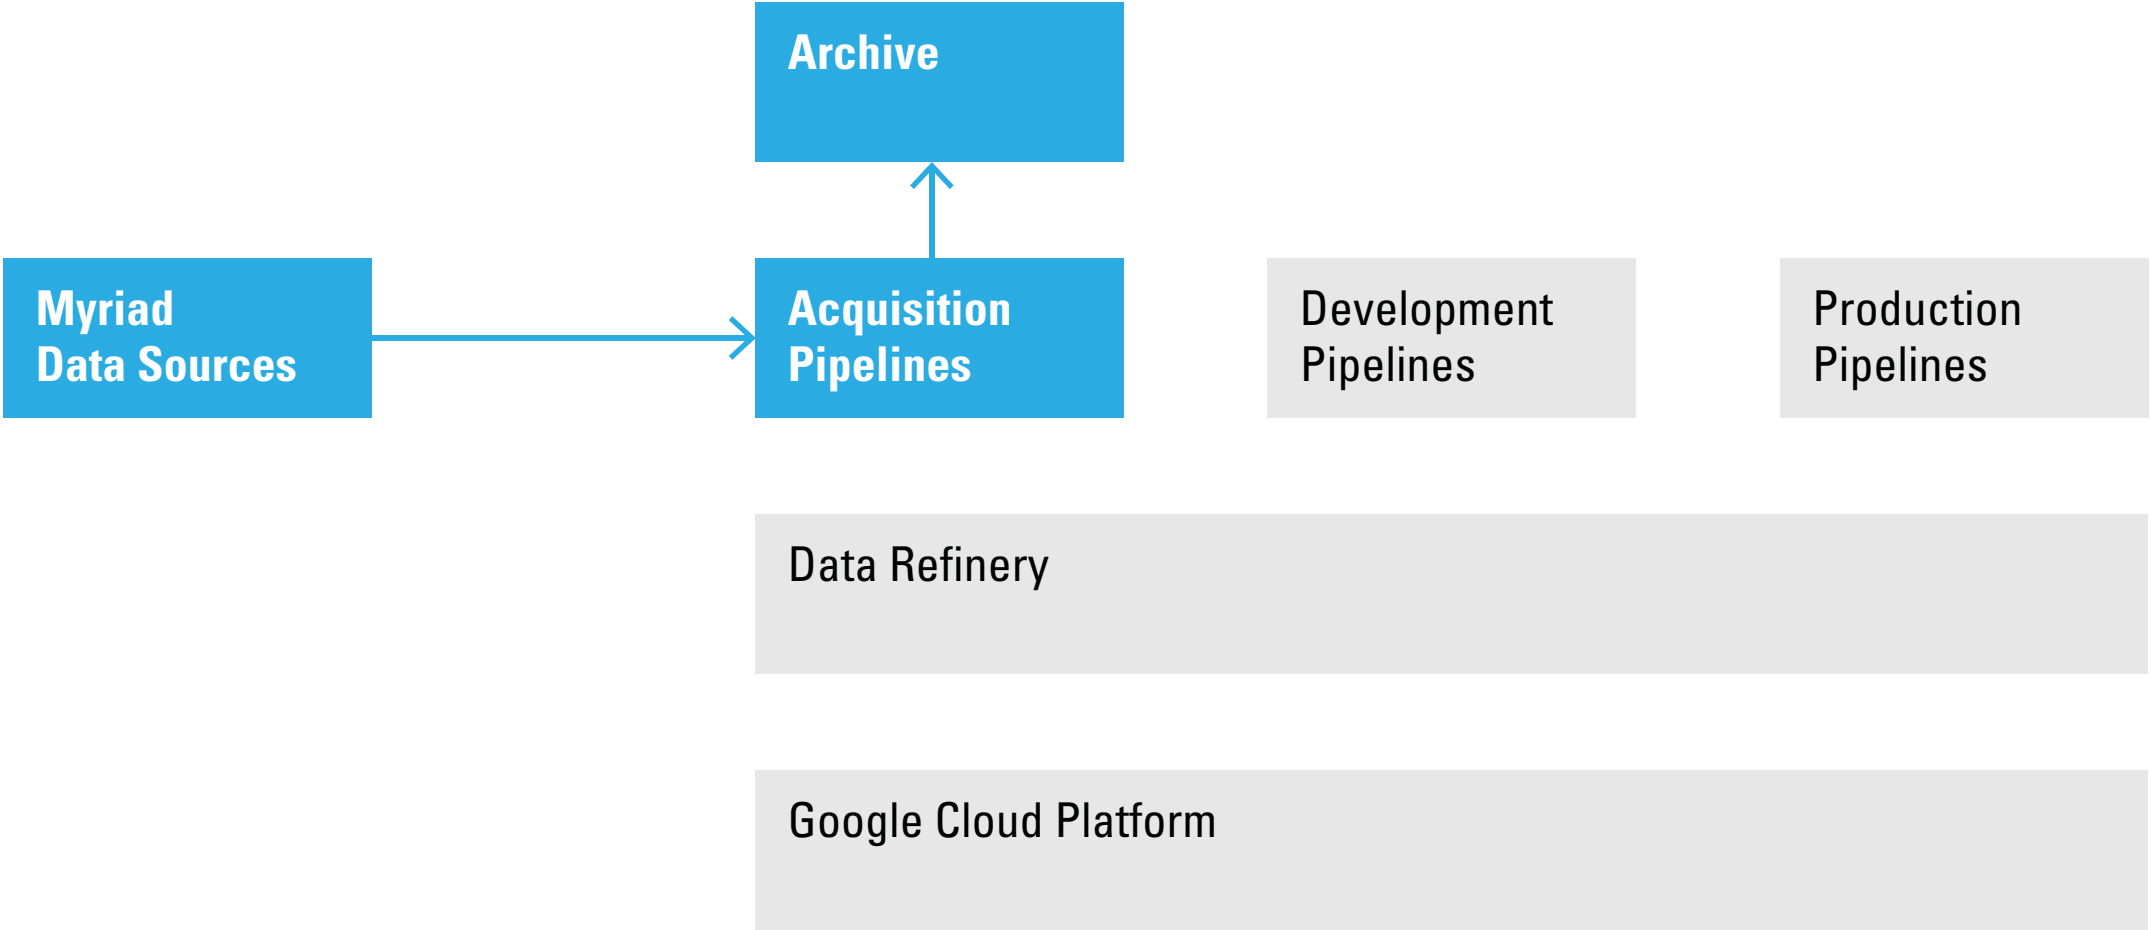 Archive
Myriad
Data Sources
Acquisition
Pipelines
Development
Pipelines
Production
Pipelines
Data Refinery
Google Cloud Platform